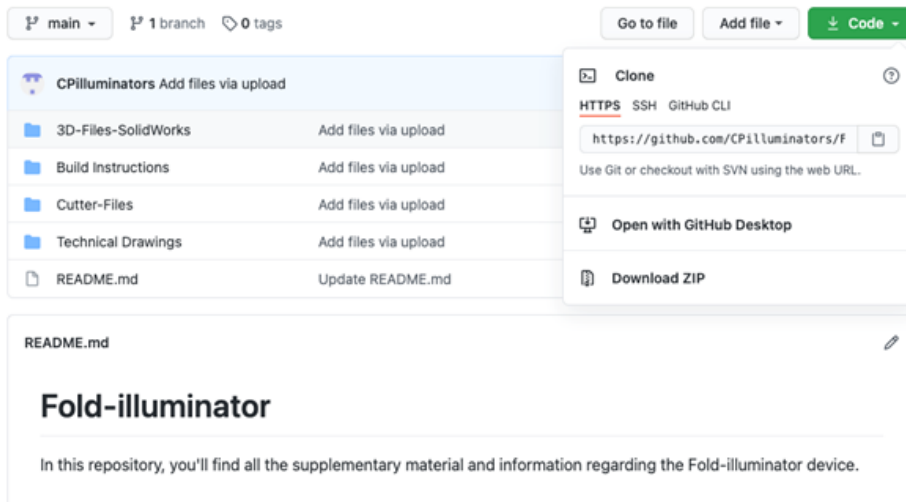 main 1 branch 0 tags Go to file Add file Code
CPilluminators Add files via upload
Clone
HTTPS SSH GitHub CLI
3D-Files-SolidWorks Add files via upload
https://github.com/CPilluminators/F
Build Instructions Add files via upload
Use Git or checkout with SVN using the web URL.
Cutter-Files Add files via upload
Open with GitHub Desktop
Technical Drawings Add files via upload
README.md Update README.md
Download ZIP
README.md
Fold-illuminator
In this repository, you'll find all the supplementary material and information regarding the Fold-illuminator device.